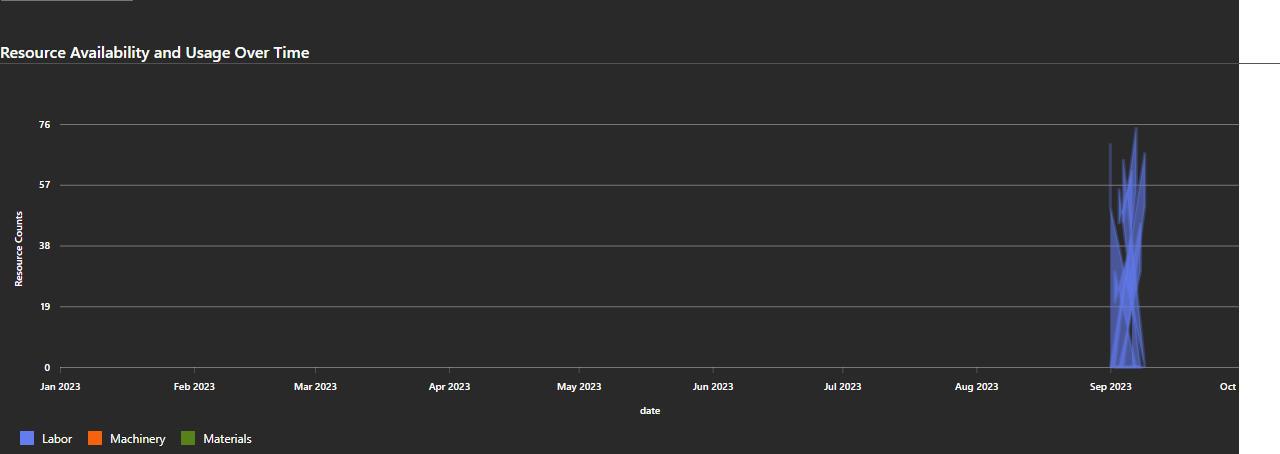 Resource Availability and Usage Over Time
76
57
38
19
0
Resource Counts
Jan 2023 Feb 2023 Mar 2023 Apr 2023 May 2023 Jun 2023 Jul 2023 Aug 2023 Sep 2023 Oct
date
Labor Machinery Materials